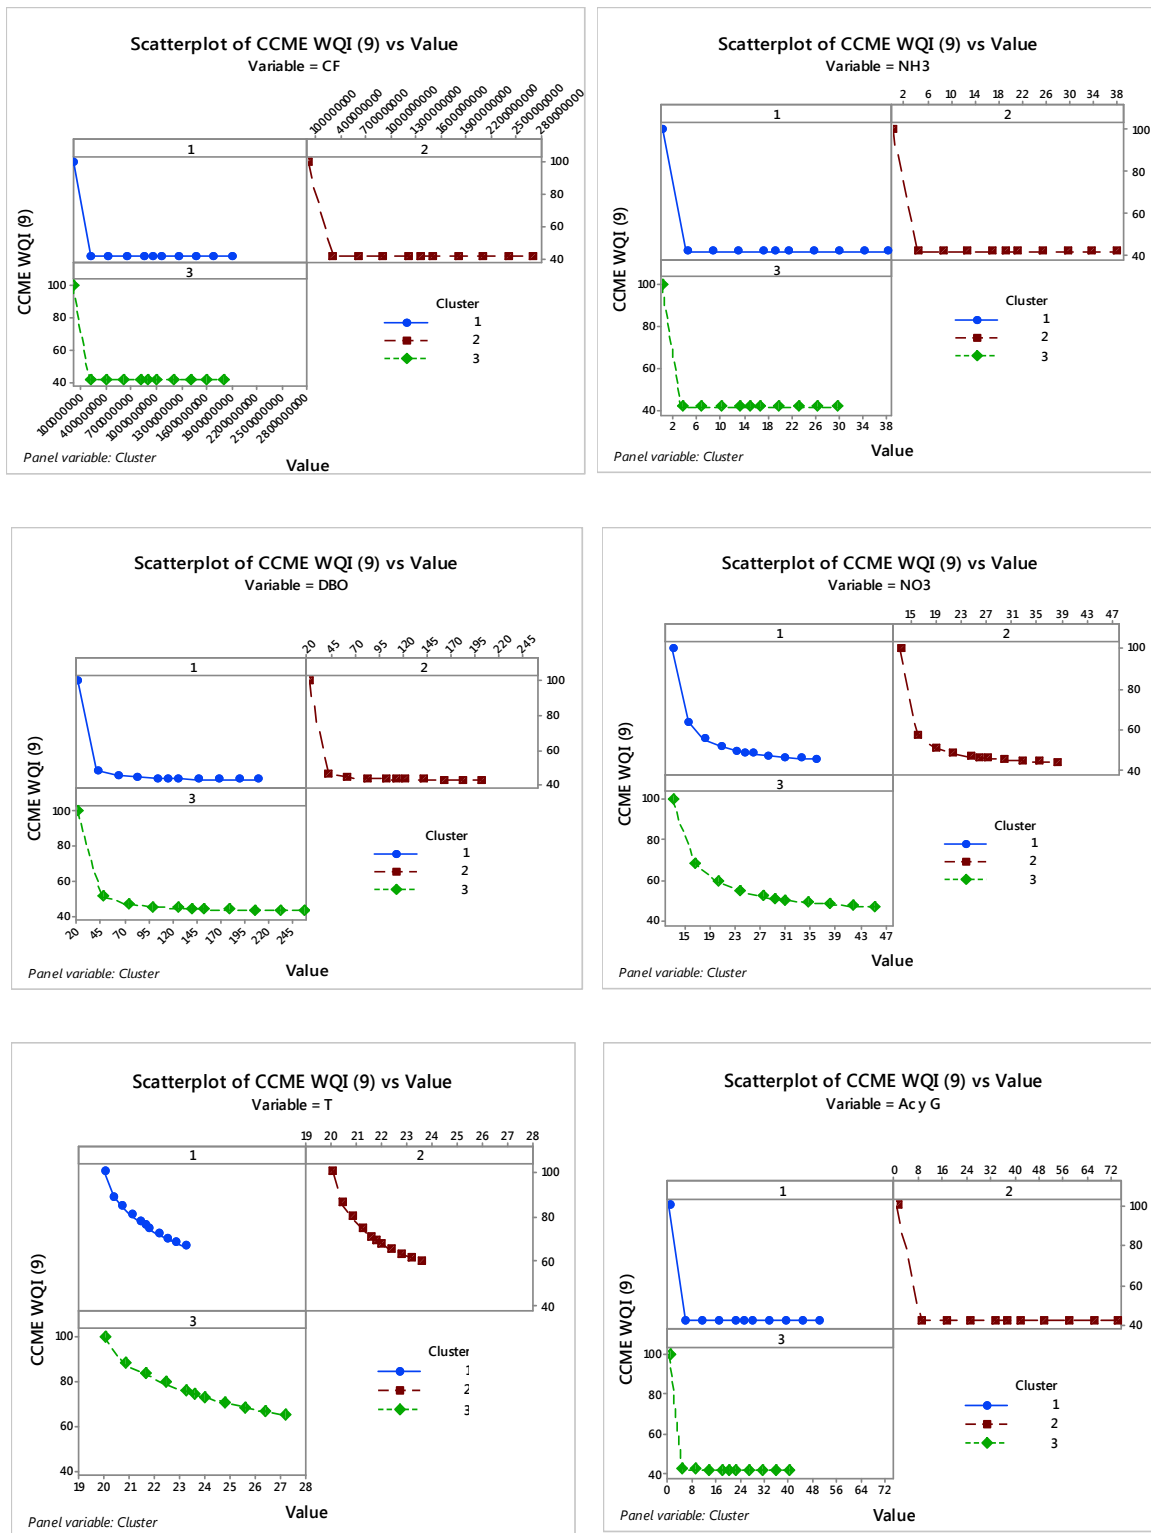 Scatterplot of CCME WQI (9) vs Value
Variable = CF
100000000 400000000 700000000 1000000000 1300000000 1600000000 1900000000 2200000000 2500000000 2800000000
1 2
100
80
60
40
CCME WQI (9)
3
100
80
60
40
Cluster
1
2
3
100000000 400000000 700000000 1000000000 1300000000 1600000000 1900000000 2200000000 2500000000 2800000000
Panel variable: Cluster
Value
Scatterplot of CCME WQI (9) vs Value
Variable = NH3
2 6 10 14 18 22 26 30 34 38
1 2
100
80
60
40
CCME WQI (9)
3
100
80
60
40
Cluster
1
2
3
2 6 10 14 18 22 26 30 34 38
Panel variable: Cluster
Value
Scatterplot of CCME WQI (9) vs Value
Variable = DBO
20 45 70 95 120 145 170 195 220 245
1 2
100
80
60
40
CCME WQI (9)
3
100
80
60
40
Cluster
1
2
3
20 45 70 95 120 145 170 195 220 245
Panel variable: Cluster
Value
Scatterplot of CCME WQI (9) vs Value
Variable = NO3
15 19 23 27 31 35 39 43 47
1 2
100
80
60
40
CCME WQI (9)
3
100
80
60
40
Cluster
1
2
3
15 19 23 27 31 35 39 43 47
Panel variable: Cluster
Value
Scatterplot of CCME WQI (9) vs Value
Variable = T
19 20 21 22 23 24 25 26 27 28
1 2
100
80
60
40
CCME WQI (9)
3
100
80
60
40
Cluster
1
2
3
19 20 21 22 23 24 25 26 27 28
Value
Panel variable: Cluster
Scatterplot of CCME WQI (9) vs Value
Variable = Ac y G
0 8 16 24 32 40 48 56 64 72
1 2
100
80
60
40
CCME WQI (9)
3
100
80
60
40
Cluster
1
2
3
0 8 16 24 32 40 48 56 64 72
Panel variable: Cluster
Value